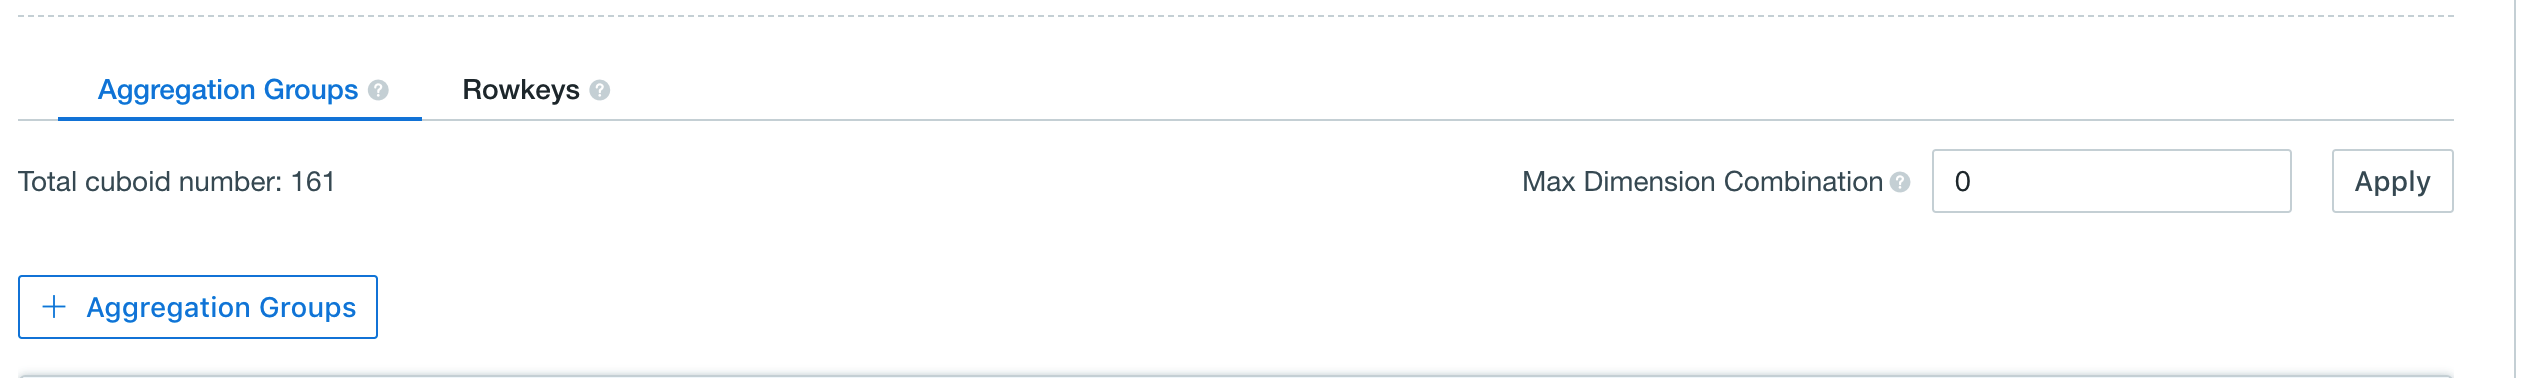 Aggregation Groups ? Rowkeys ?
Total cuboid number: 161 Max Dimension Combination ? 0 Apply
+ Aggregation Groups